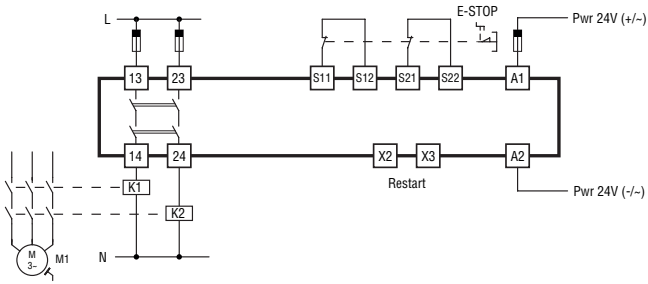 L
E-STOP
Pwr 24V (+/~)
13 23 S11 S12 S21 S22 A1
14 24 X2 X3 A2
Restart
K1
K2
Pwr 24V (-/~)
M
3~
M1
N